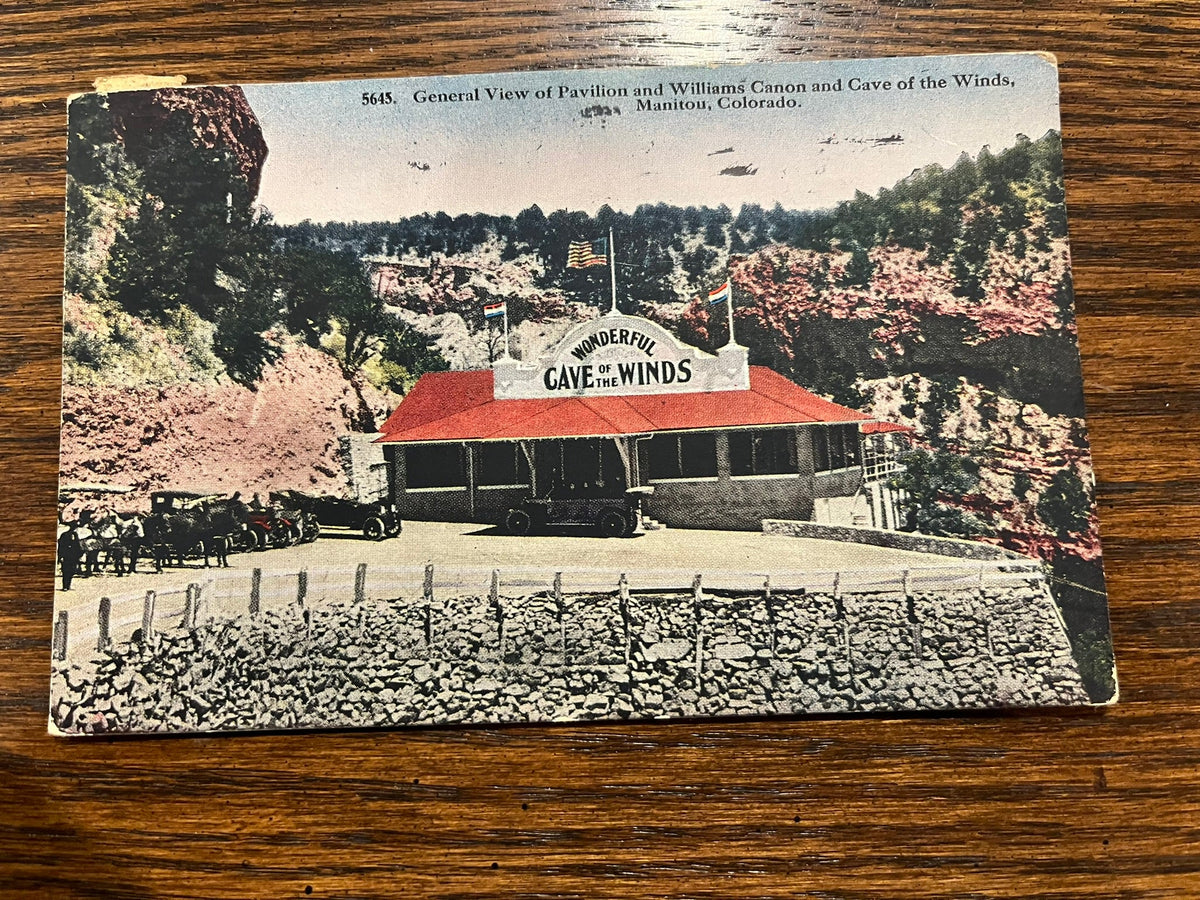 5645. General View of Pavilion and Williams Canon and Cave of the Winds,
Manitou, Colorado.
WONDERFUL
CAVE OF THE WINDS